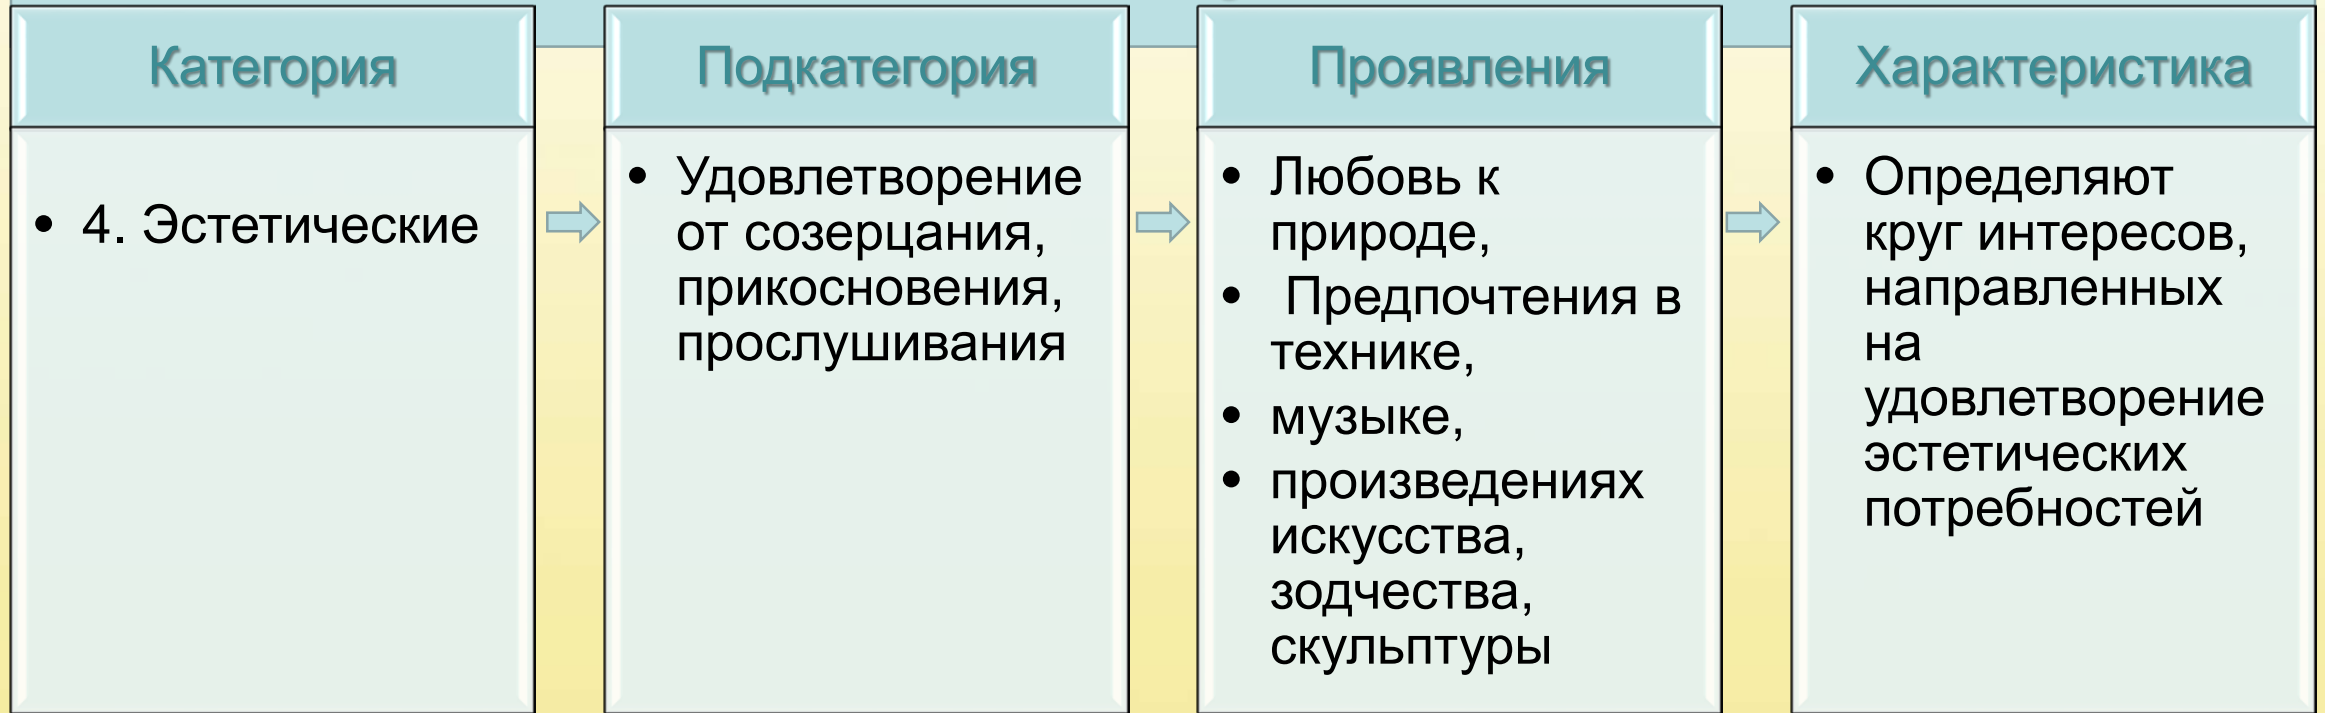 Категория
• 4. Эстетические
Подкатегория
• Удовлетворение
от созерцания,
прикосновения,
прослушивания
Проявления
• Любовь к
природе,
• Предпочтения в
технике,
• музыке,
• произведениях
искусства,
зодчества,
скульптуры
Характеристика
• Определяют
круг интересов,
направленных
на
удовлетворение
эстетических
потребностей